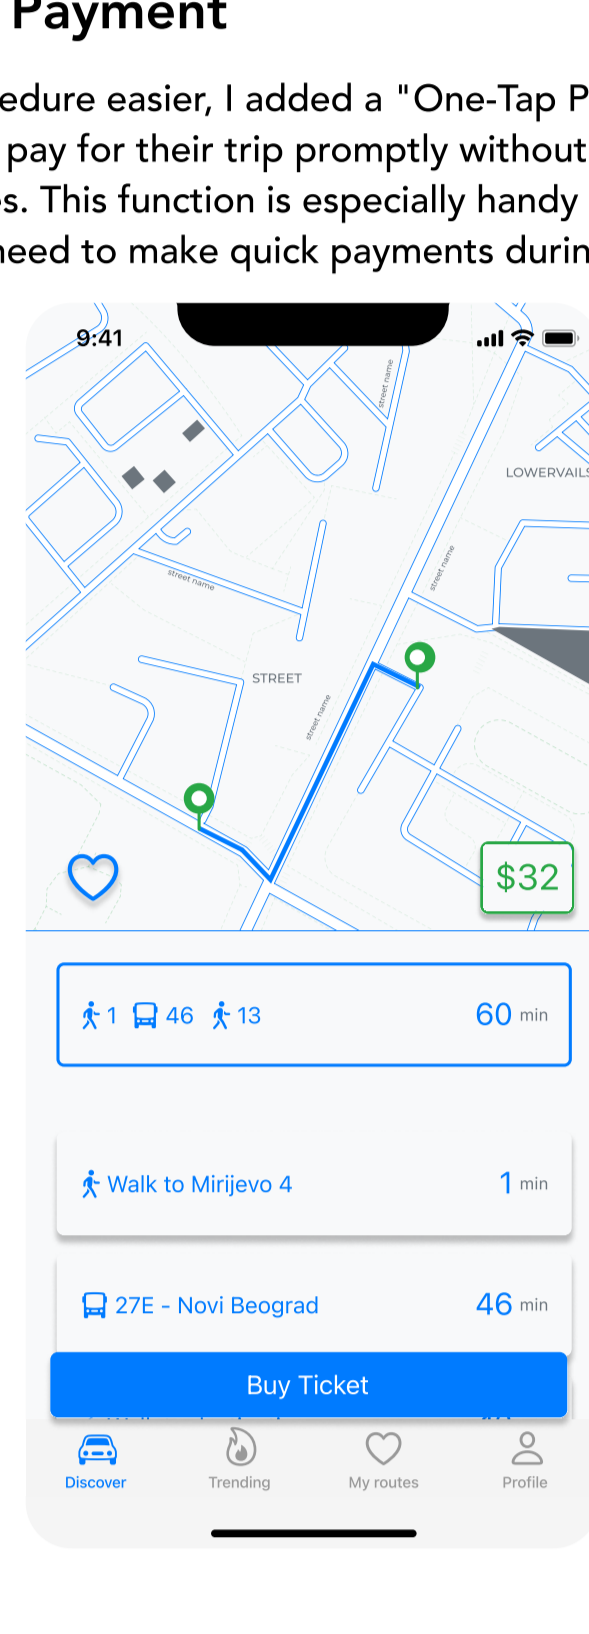 Payment
edure easier, I added a "One-Tap P
pay for their trip promptly without
s. This function is especially handy
need to make quick payments durin
9:41
street name
LOWERVAILS
street name
street name
STREET
street name
$32
1 46 13 60 min
Walk to Mirijevo 4 1 min
27E - Novi Beograd 46 min
Buy Ticket
Discover Trending My routes Profile